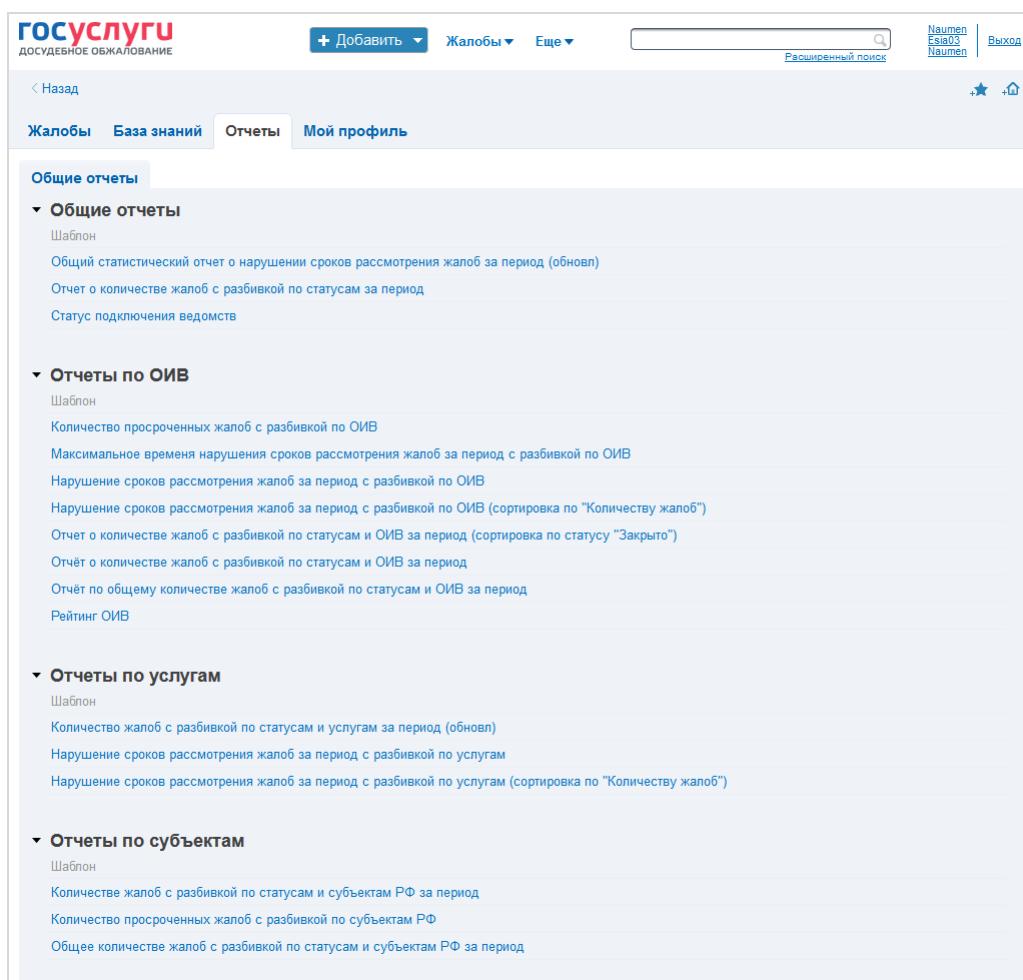 госуслуги
ДОСУДЕБНОЕ ОБЖАЛОВАНИЕ
+ Добавить
Жалобы
Еще
Расширенный поиск
Naumen
Esia03
Naumen
Выход
Назад
Жалобы
База знаний
Отчеты
Мой профиль
Общие отчеты
Общие отчеты
Шаблон
Общий статистический отчет о нарушении сроков рассмотрения жалоб за период (обновл)
Отчет о количестве жалоб с разбивкой по статусам за период
Статус подключения ведомств
Отчеты по ОИВ
Шаблон
Количество просроченных жалоб с разбивкой по ОИВ
Максимальное временя нарушения сроков рассмотрения жалоб за период с разбивкой по ОИВ
Нарушение сроков рассмотрения жалоб за период с разбивкой по ОИВ
Нарушение сроков рассмотрения жалоб за период с разбивкой по ОИВ (сортировка по "Количеству жалоб")
Отчет о количестве жалоб с разбивкой по статусам и ОИВ за период (сортировка по статусу "Закрыто")
Отчёт о количестве жалоб с разбивкой по статусам и ОИВ за период
Отчёт по общему количестве жалоб с разбивкой по статусам и ОИВ за период
Рейтинг ОИВ
Отчеты по услугам
Шаблон
Количество жалоб с разбивкой по статусам и услугам за период (обновл)
Нарушение сроков рассмотрения жалоб за период с разбивкой по услугам
Нарушение сроков рассмотрения жалоб за период с разбивкой по услугам (сортировка по "Количеству жалоб")
Отчеты по субъектам
Шаблон
Количестве жалоб с разбивкой по статусам и субъектам РФ за период
Количество просроченных жалоб с разбивкой по субъектам РФ
Общее количестве жалоб с разбивкой по статусам и субъектам РФ за период